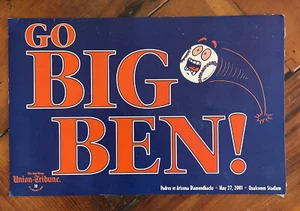 GO
BIG
BEN!
The San Diego
Union-Tribune.
Padres vs Arizona Diamondbacks - May 27, 2001 - Qualcomm Stadium